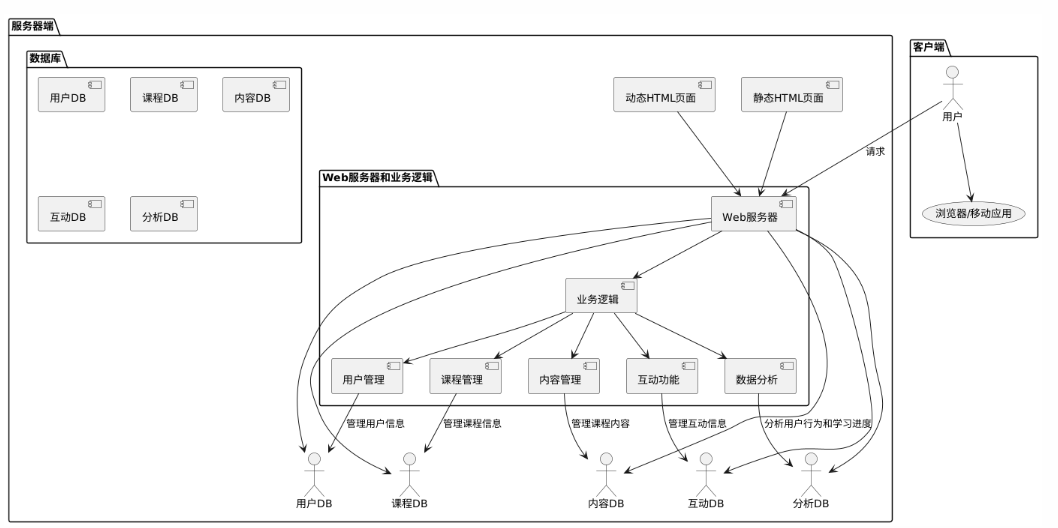 服务器端
数据库
用户DB
课程DB
内容DB
互动DB
分析DB
动态HTML页面
静态HTML页面
客户端
用户
请求
浏览器/移动应用
Web服务器和业务逻辑
Web服务器
业务逻辑
用户管理
课程管理
内容管理
互动功能
数据分析
管理用户信息
管理课程信息
管理课程内容
管理互动信息
分析用户行为和学习进度
用户DB
课程DB
内容DB
互动DB
分析DB